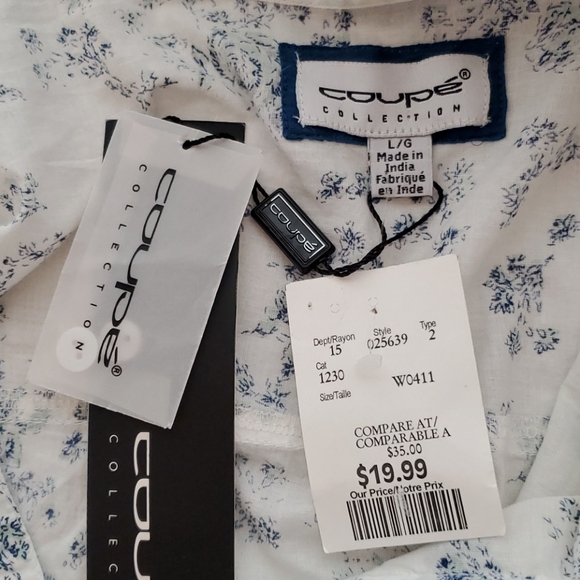 coupé®
COLLECTION
L/G
Made in
India
Fabriqué
en Inde
coupé®
COLLECTION
coupé
Dept/Rayon Style Type
15 025639 2
Cat
1230 W0411
Size/Taille
COMPARE AT/
COMPARABLE A
$35.00
$19.99
Our Price/Notre Prix
COU
COLLEC